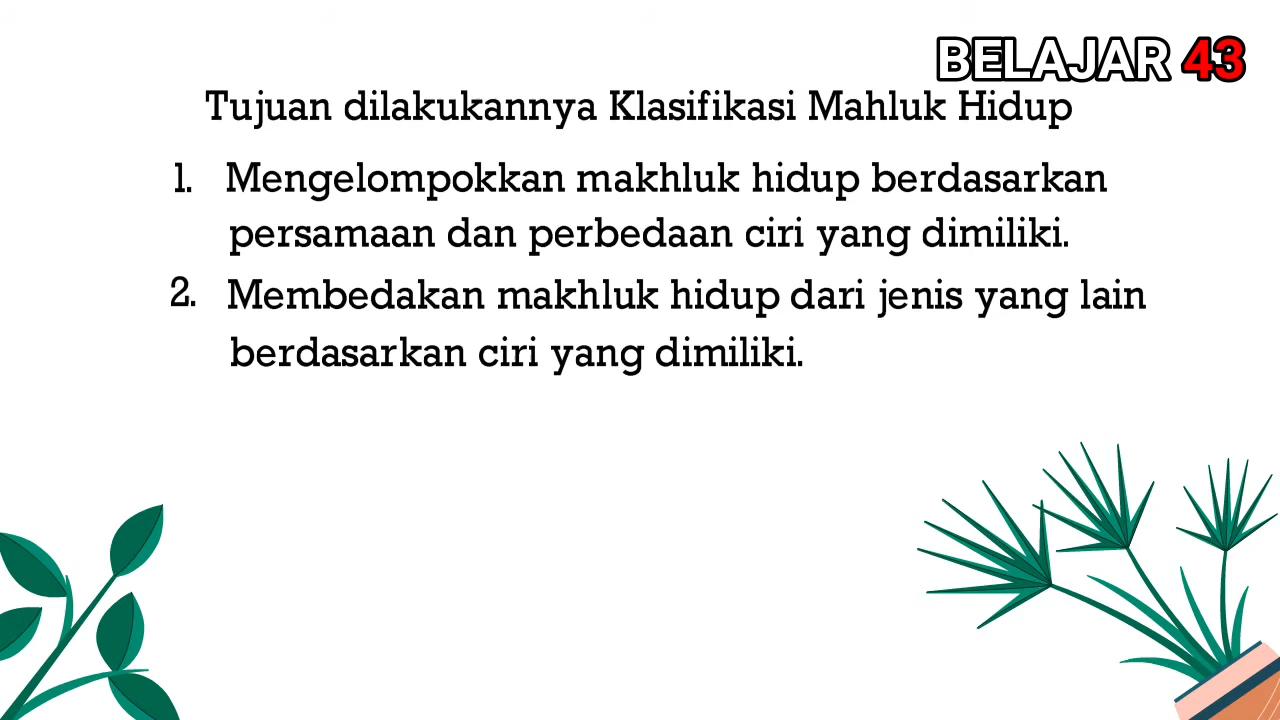 BELAJAR 43
Tujuan dilakukannya Klasifikasi Mahluk Hidup
1. Mengelompokkan makhluk hidup berdasarkan
persamaan dan perbedaan ciri yang dimiliki.
2. Membedakan makhluk hidup dari jenis yang lain
berdasarkan ciri yang dimiliki.